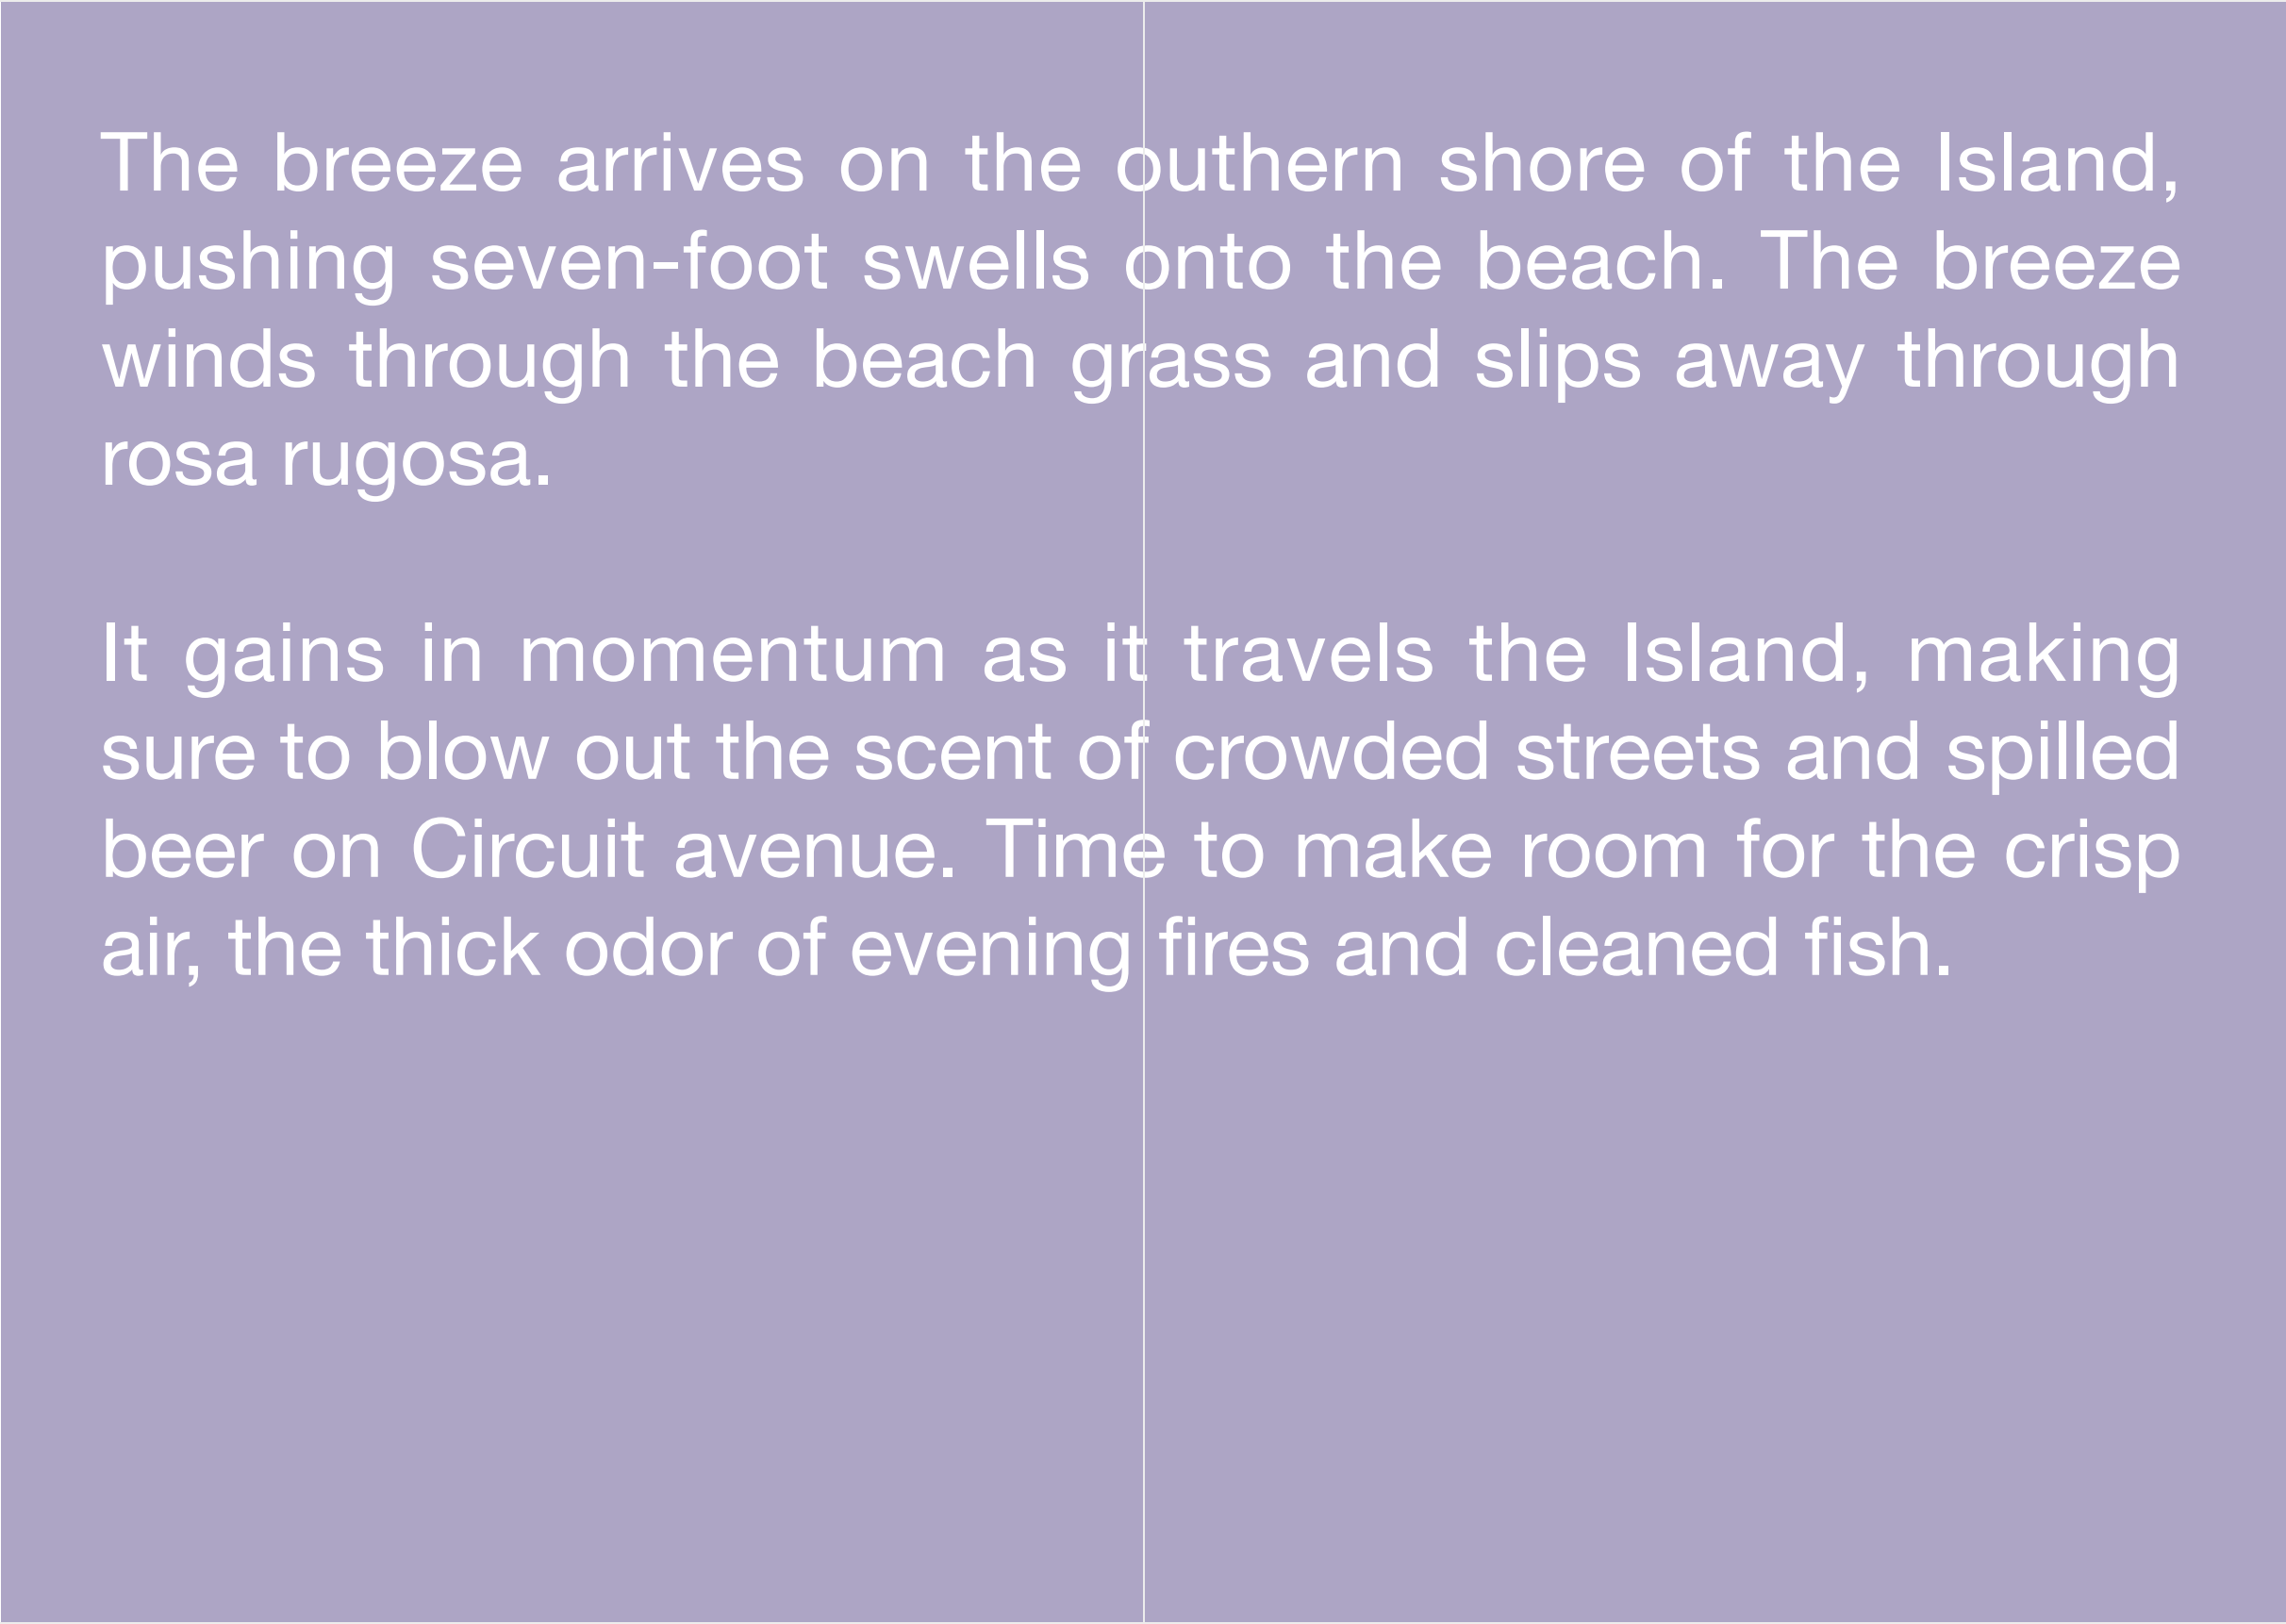 The breeze arrives on the outhern shore of the Island,
pushing seven-foot swells onto the beach. The breeze
winds through the beach grass and slips away through
rosa rugosa.
It gains in momentum as it travels the Island, making
sure to blow out the scent of crowded streets and spilled
beer on Circuit avenue. Time to make room for the crisp
air, the thick odor of evening fires and cleaned fish.